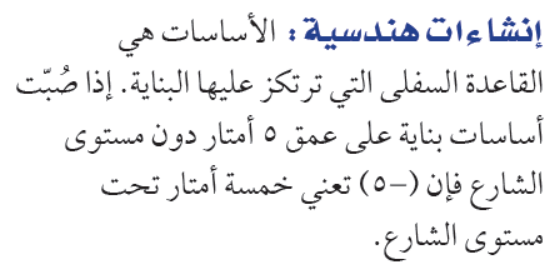 إنشاءات هندسية : الأساسات هي
القاعدة السفلى التي ترتكز عليها البناية. إذا صُبّت
أساسات بناية على عمق ٥ أمتار دون مستوى
الشارع فإن (–٥) تعني خمسة أمتار تحت
مستوى الشارع.